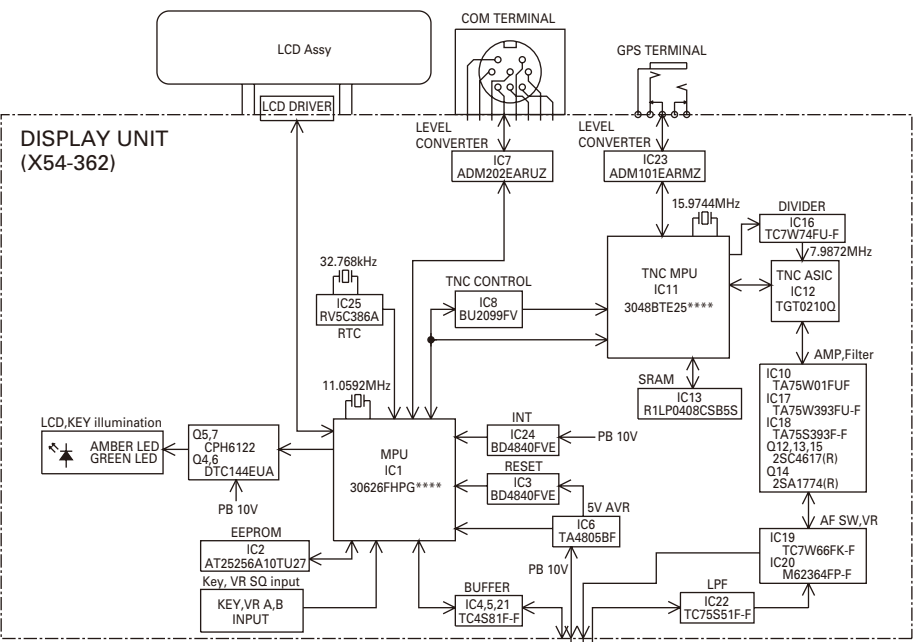 COM TERMINAL
LCD Assy
GPS TERMINAL
LCD DRIVER
DISPLAY UNIT
(X54-362)
LEVEL
CONVERTER
IC7
ADM202EARUZ
LEVEL
CONVERTER
IC23
ADM101EARMZ
15.9744MHz
DIVIDER
IC16
TC7W74FU-F
7.9872MHz
TNC MPU
IC11
3048BTE25****
TNC ASIC
IC12
TGT0210Q
32.768kHz
IC25
RV5C386A
RTC
TNC CONTROL
IC8
BU2099FV
SRAM
IC13
R1LP0408CSB5S
AMP,Filter
IC10
TA75W01FUF
IC17
TA75W393FU-F
IC18
TA75S393F-F
Q12,13,15
2SC4617(R)
Q14
2SA1774(R)
11.0592MHz
LCD,KEY illumination
AMBER LED
GREEN LED
Q5,7
CPH6122
Q4,6
DTC144EUA
PB 10V
MPU
IC1
30626FHPG****
INT
IC24
BD4840FVE
PB 10V
RESET
IC3
BD4840FVE
5V AVR
IC6
TA4805BF
PB 10V
EEPROM
IC2
AT25256A10TU27
Key, VR SQ input
KEY,VR A,B
INPUT
BUFFER
IC4,5,21
TC4S81F-F
LPF
IC22
TC75S51F-F
AF SW,VR
IC19
TC7W66FK-F
IC20
M62364FP-F